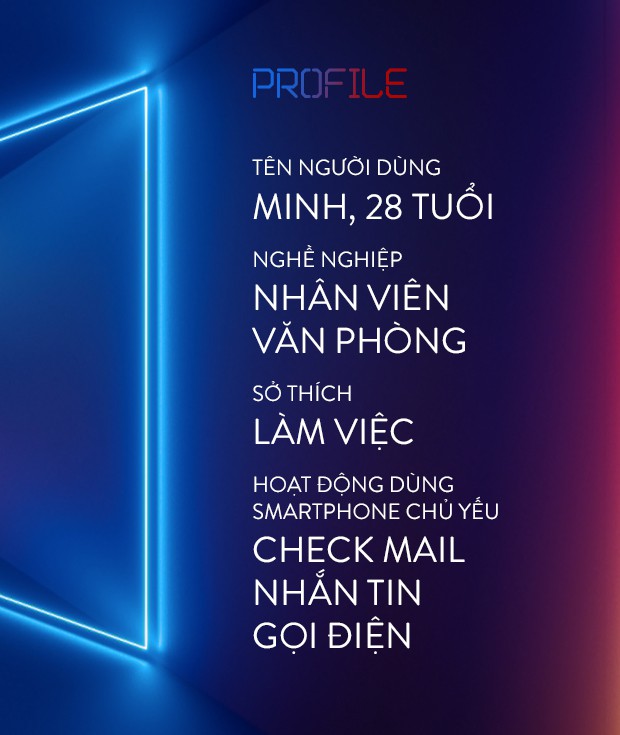 PROFILE
TÊN NGƯỜI DÙNG
MINH, 28 TUỔI
NGHỀ NGHIỆP
NHÂN VIÊN
VĂN PHÒNG
SỞ THÍCH
LÀM VIỆC
HOẠT ĐỘNG DÙNG
SMARTPHONE CHỦ YẾU
CHECK MAIL
NHẮN TIN
GỌI ĐIỆN